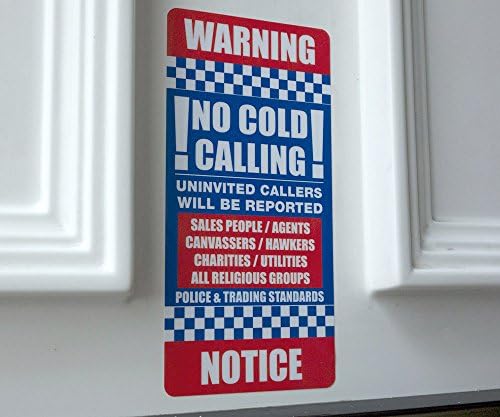 WARNING
! NO COLD !
CALLING
UNINVITED CALLERS
WILL BE REPORTED
SALES PEOPLE / AGENTS
CANVASSERS / HAWKERS
CHARITIES / UTILITIES
ALL RELIGIOUS GROUPS
POLICE & TRADING STANDARDS
NOTICE